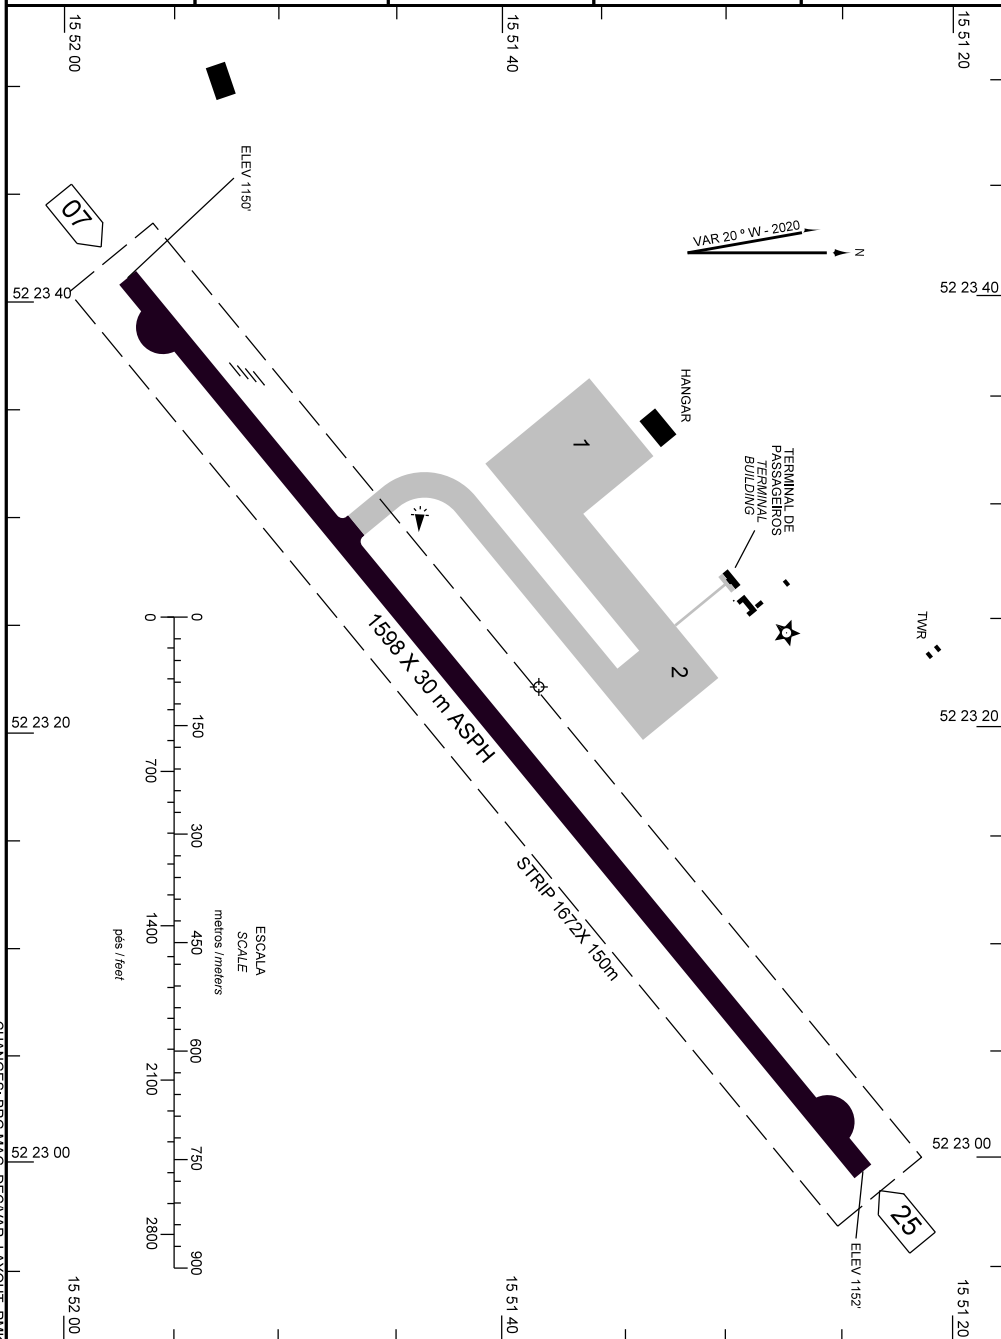 15 52 00
15 51 40
15 51 20
ELEV 1150'
07
VAR 20 º W - 2020
N
52 23 40
52 23 40
HANGAR
1
TERMINAL DE
PASSAGEIROS
TERMINAL
BUILDING
TWR
2
1598 X 30 m ASPH
52 23 20
52 23 20
STRIP 1672X 150m
0 150 300 450 600 750 900
0 700 1400 2100 2800
ESCALA
SCALE
metros / meters
pés / feet
52 23 00
52 23 00
25
ELEV 1152'
15 52 00
15 51 40
15 51 20